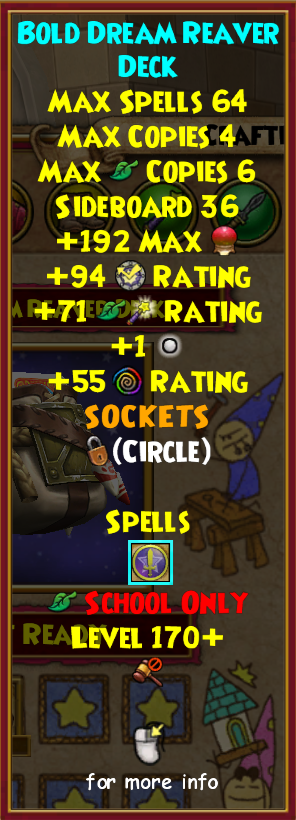 Bold Dream Reaver
Deck
Max Spells 64
Max Copies 4
Max Copies 6
Sideboard 36
+192 Max
+94 Rating
+71 Rating
+1
+55 Rating
SOCKETS
(Circle)
Spells
School Only
Level 170+
for more info